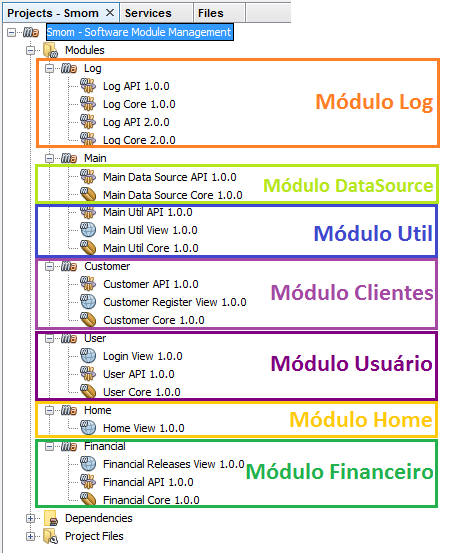 Projects - Smom Services Files
Smom - Software Module Management
Modules
Log
Log API 1.0.0
Log Core 1.0.0
Log API 2.0.0
Log Core 2.0.0
Módulo Log
Main
Main Data Source API 1.0.0
Main Data Source Core 1.0.0
Módulo DataSource
Main Util API 1.0.0
Main Util View 1.0.0
Main Util Core 1.0.0
Módulo Util
Customer
Customer API 1.0.0
Customer Register View 1.0.0
Customer Core 1.0.0
Módulo Clientes
User
Login View 1.0.0
User API 1.0.0
User Core 1.0.0
Módulo Usuário
Home
Home View 1.0.0
Módulo Home
Financial
Financial Releases View 1.0.0
Financial API 1.0.0
Financial Core 1.0.0
Módulo Financeiro
Dependencies
Project Files